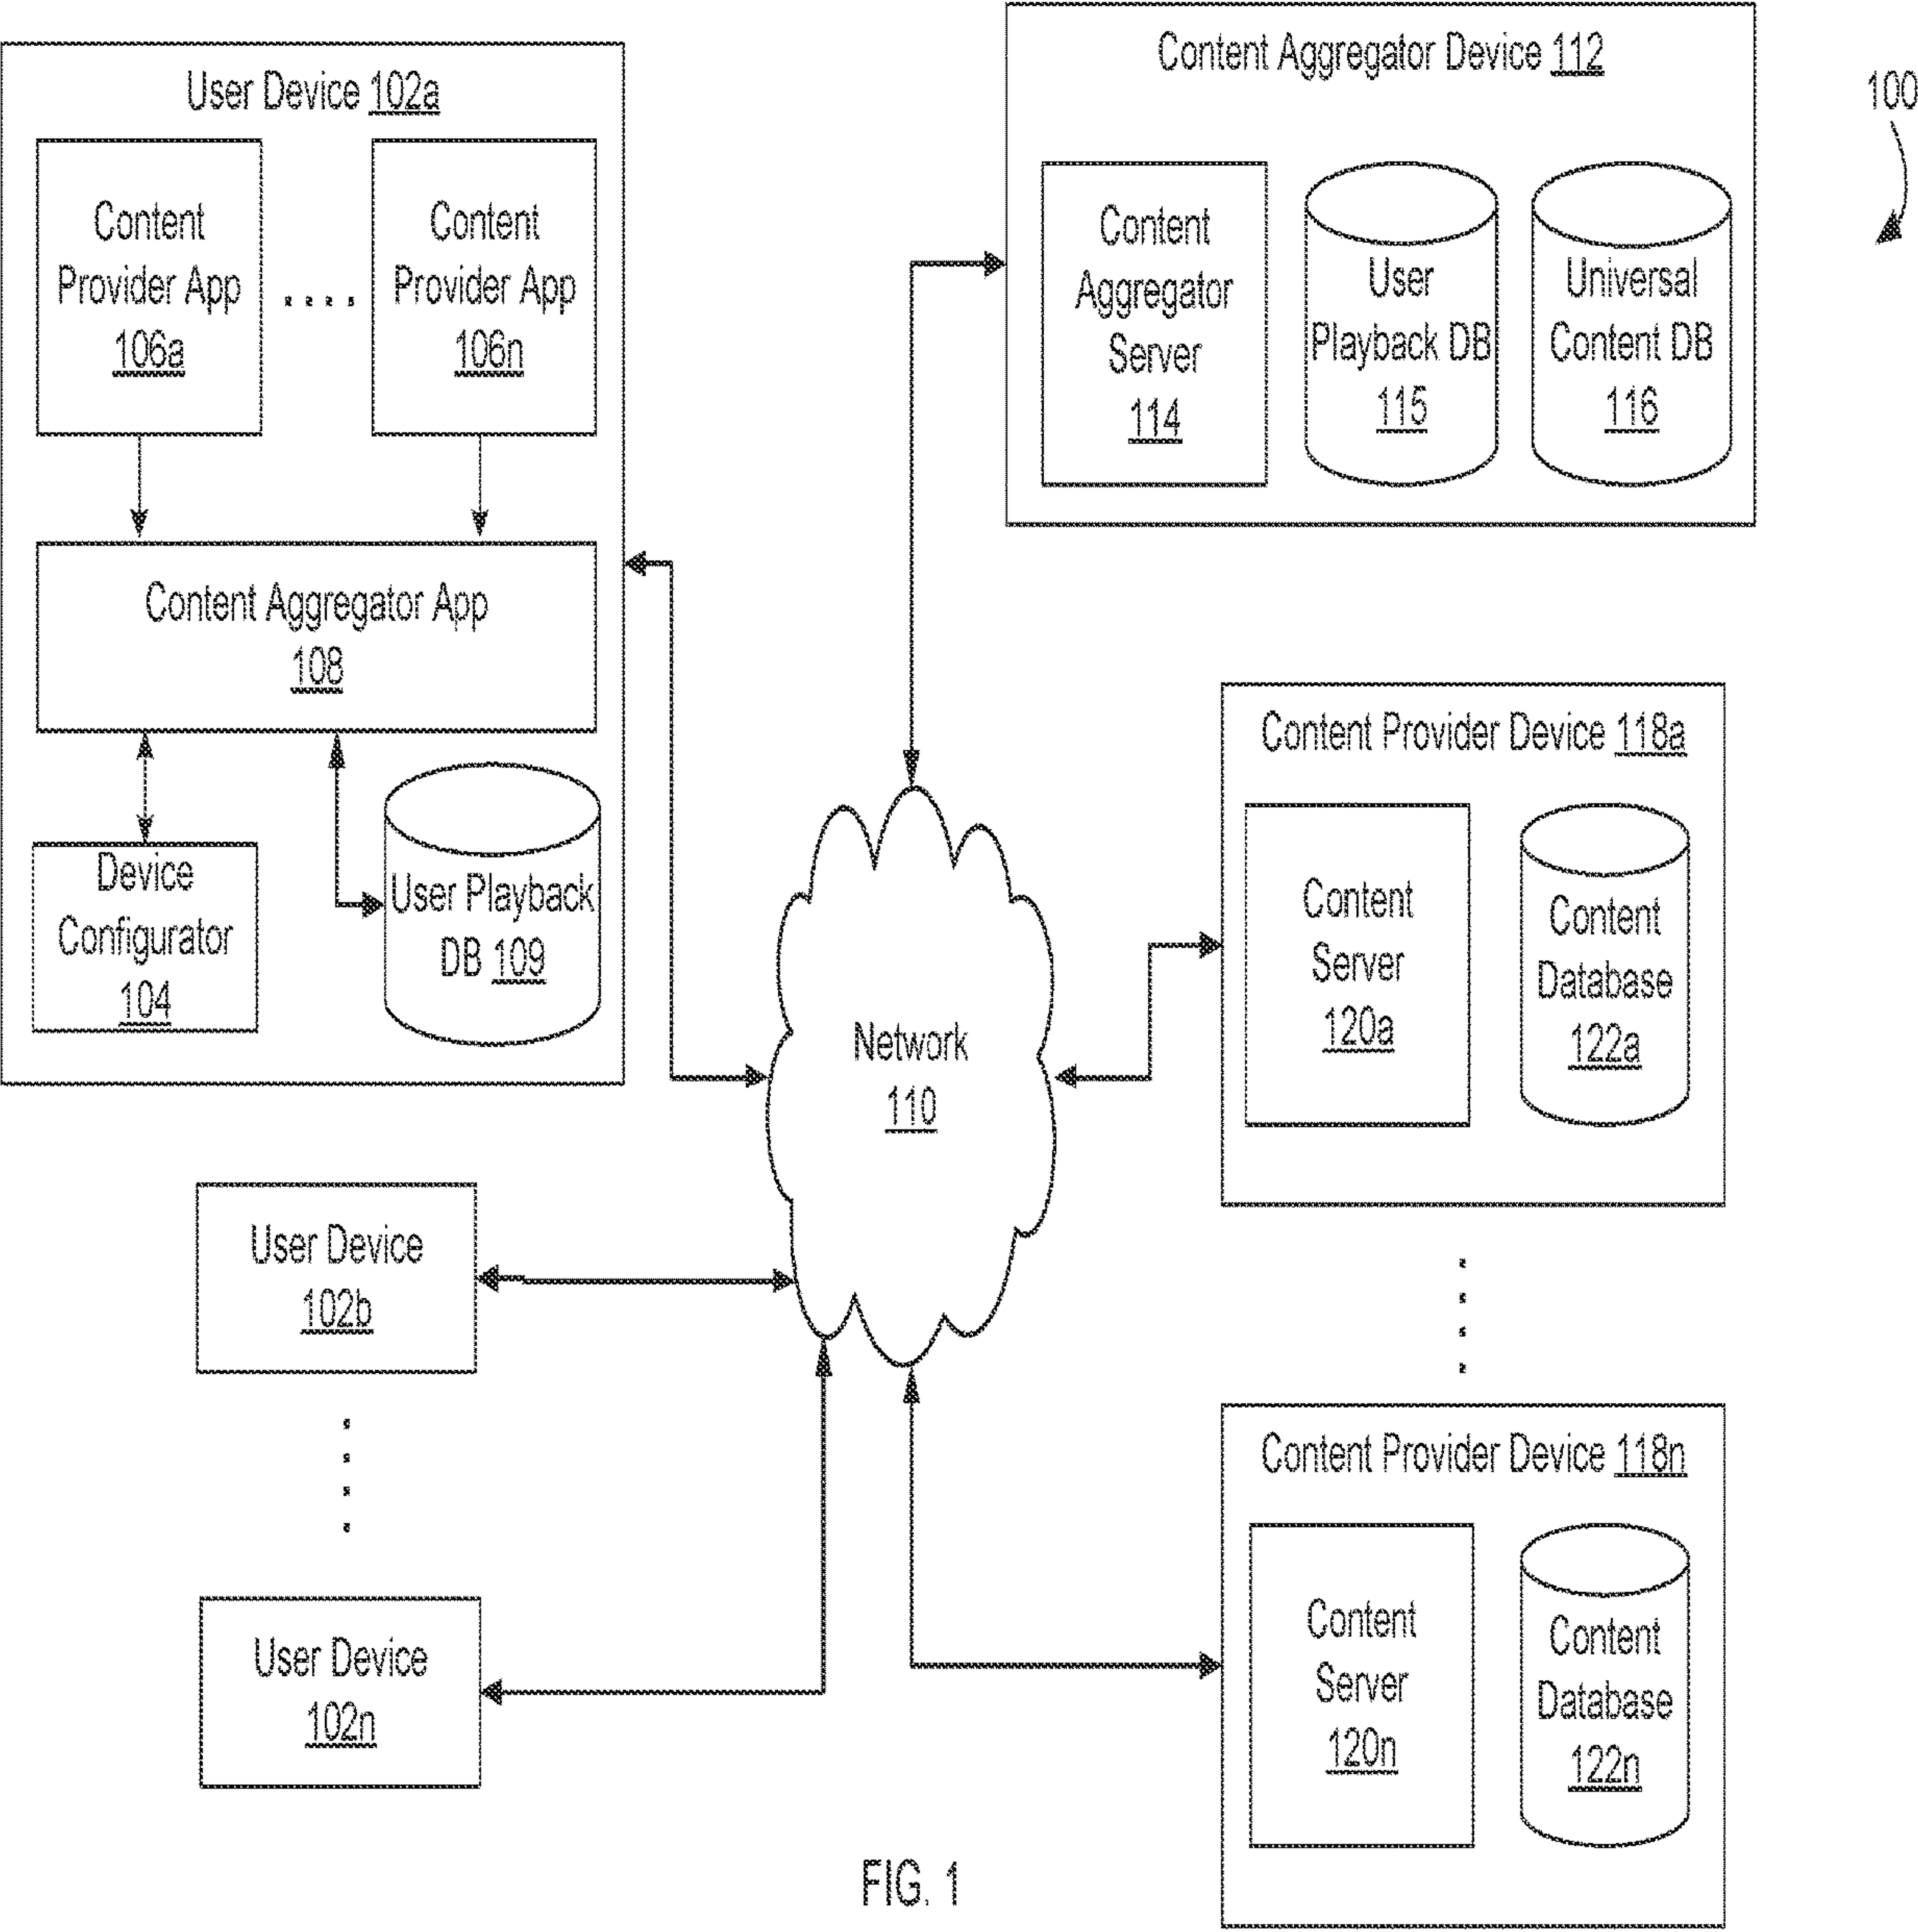 Content Aggregator Device 112
100
User Device 102a
Content
Provider App
106a
. . . .
Content
Provider App
106n
Content
Aggregator
Server
114
User
Playback DB
115
Universal
Content DB
116
Content Aggregator App
108
Device
Configurator
104
User Playback
DB 109
Content Provider Device 118a
Content
Server
120a
Content
Database
122a
Network
110
User Device
102b
User Device
102n
Content Provider Device 118n
Content
Server
120n
Content
Database
122n
FIG. 1